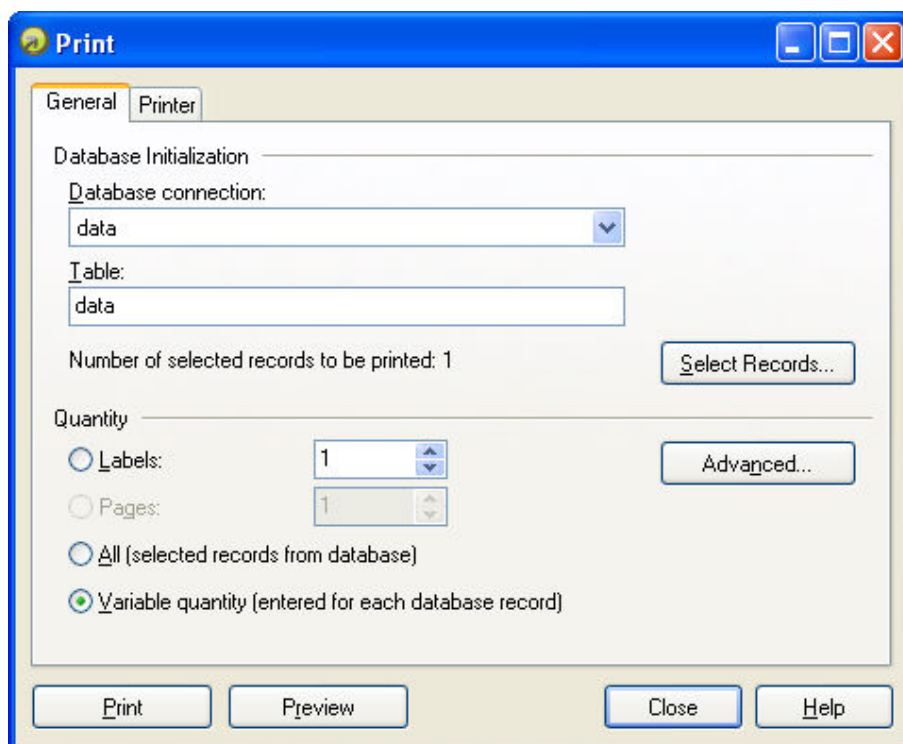 Print
General Printer
Database Initialization
Database connection:
data
Table:
data
Number of selected records to be printed: 1 Select Records...
Quantity
Labels: 1 Advanced...
Pages: 1
All (selected records from database)
Variable quantity (entered for each database record)
Print Preview Close Help